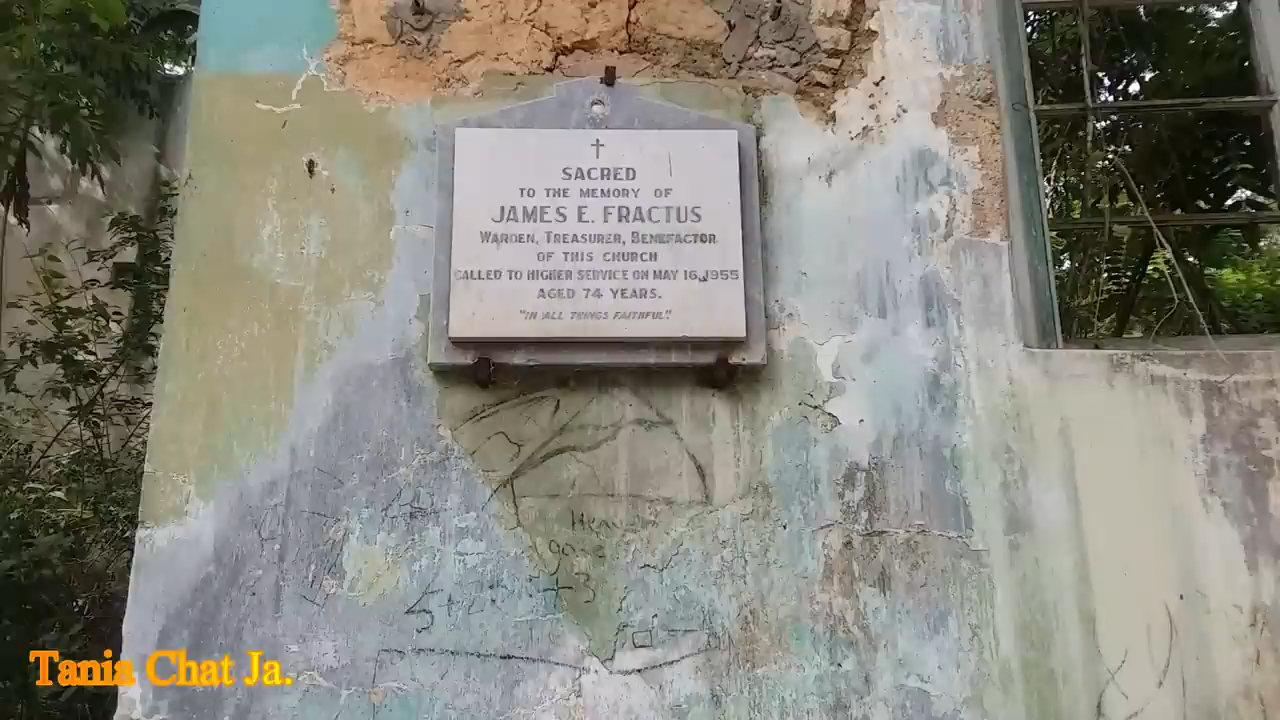 SACRED
TO THE MEMORY OF
JAMES E. FRACTUS
WARDEN, TREASURER, BENEFACTOR
OF THIS CHURCH
CALLED TO HIGHER SERVICE ON MAY 16, 1955
AGED 74 YEARS.
"IN ALL THINGS FAITHFUL"
Tania Chat Ja.